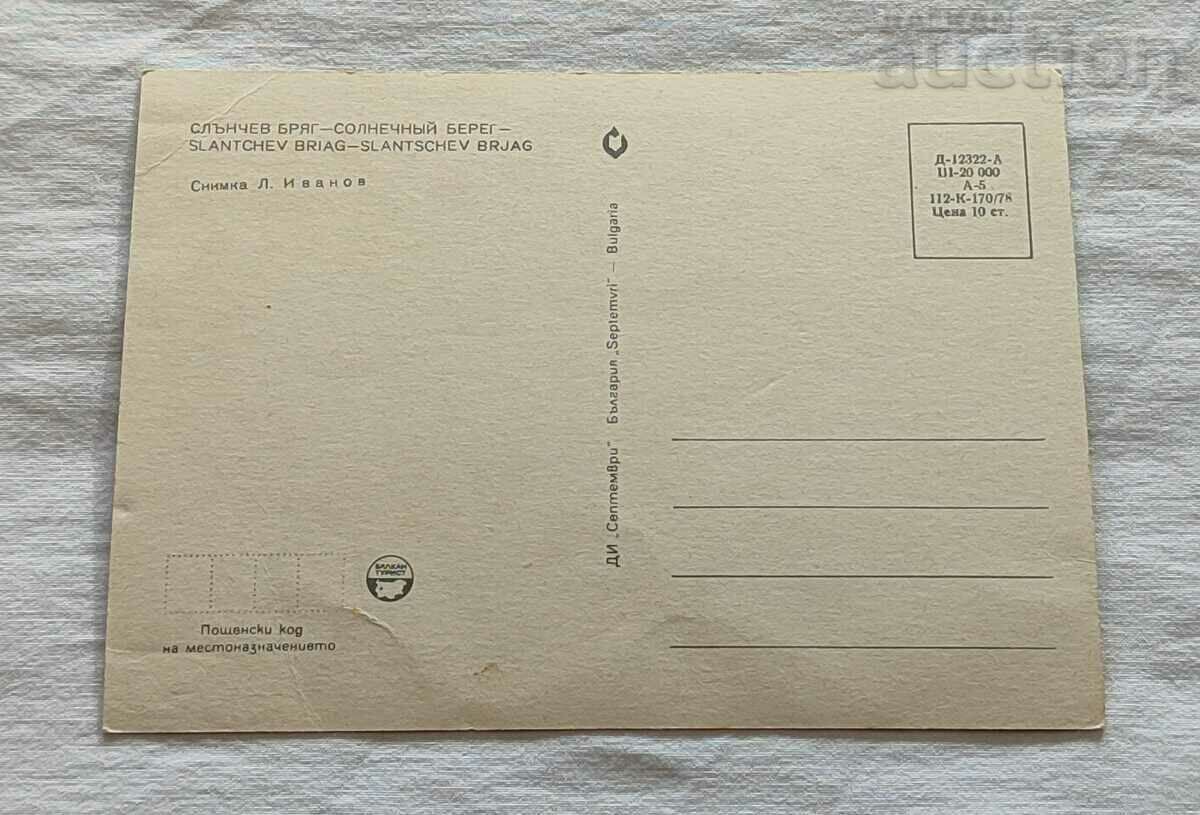 балкан
auction
СЛЪНЧЕВ БРЯГ—СОЛНЕЧНЫЙ БЕРЕГ—
SLANTCHEV BRIAG—SLANTSCHEV BRJAG
Снимка Л. Иванов
ДИ „Септември" България „Septemvri" — Bulgaria
Д-12322-А
Ш-20 000
А-5
112-К-170/78
Цена 10 ст.
БАЛКАН
ТУРИСТ
Пощенски код
на местоназначението